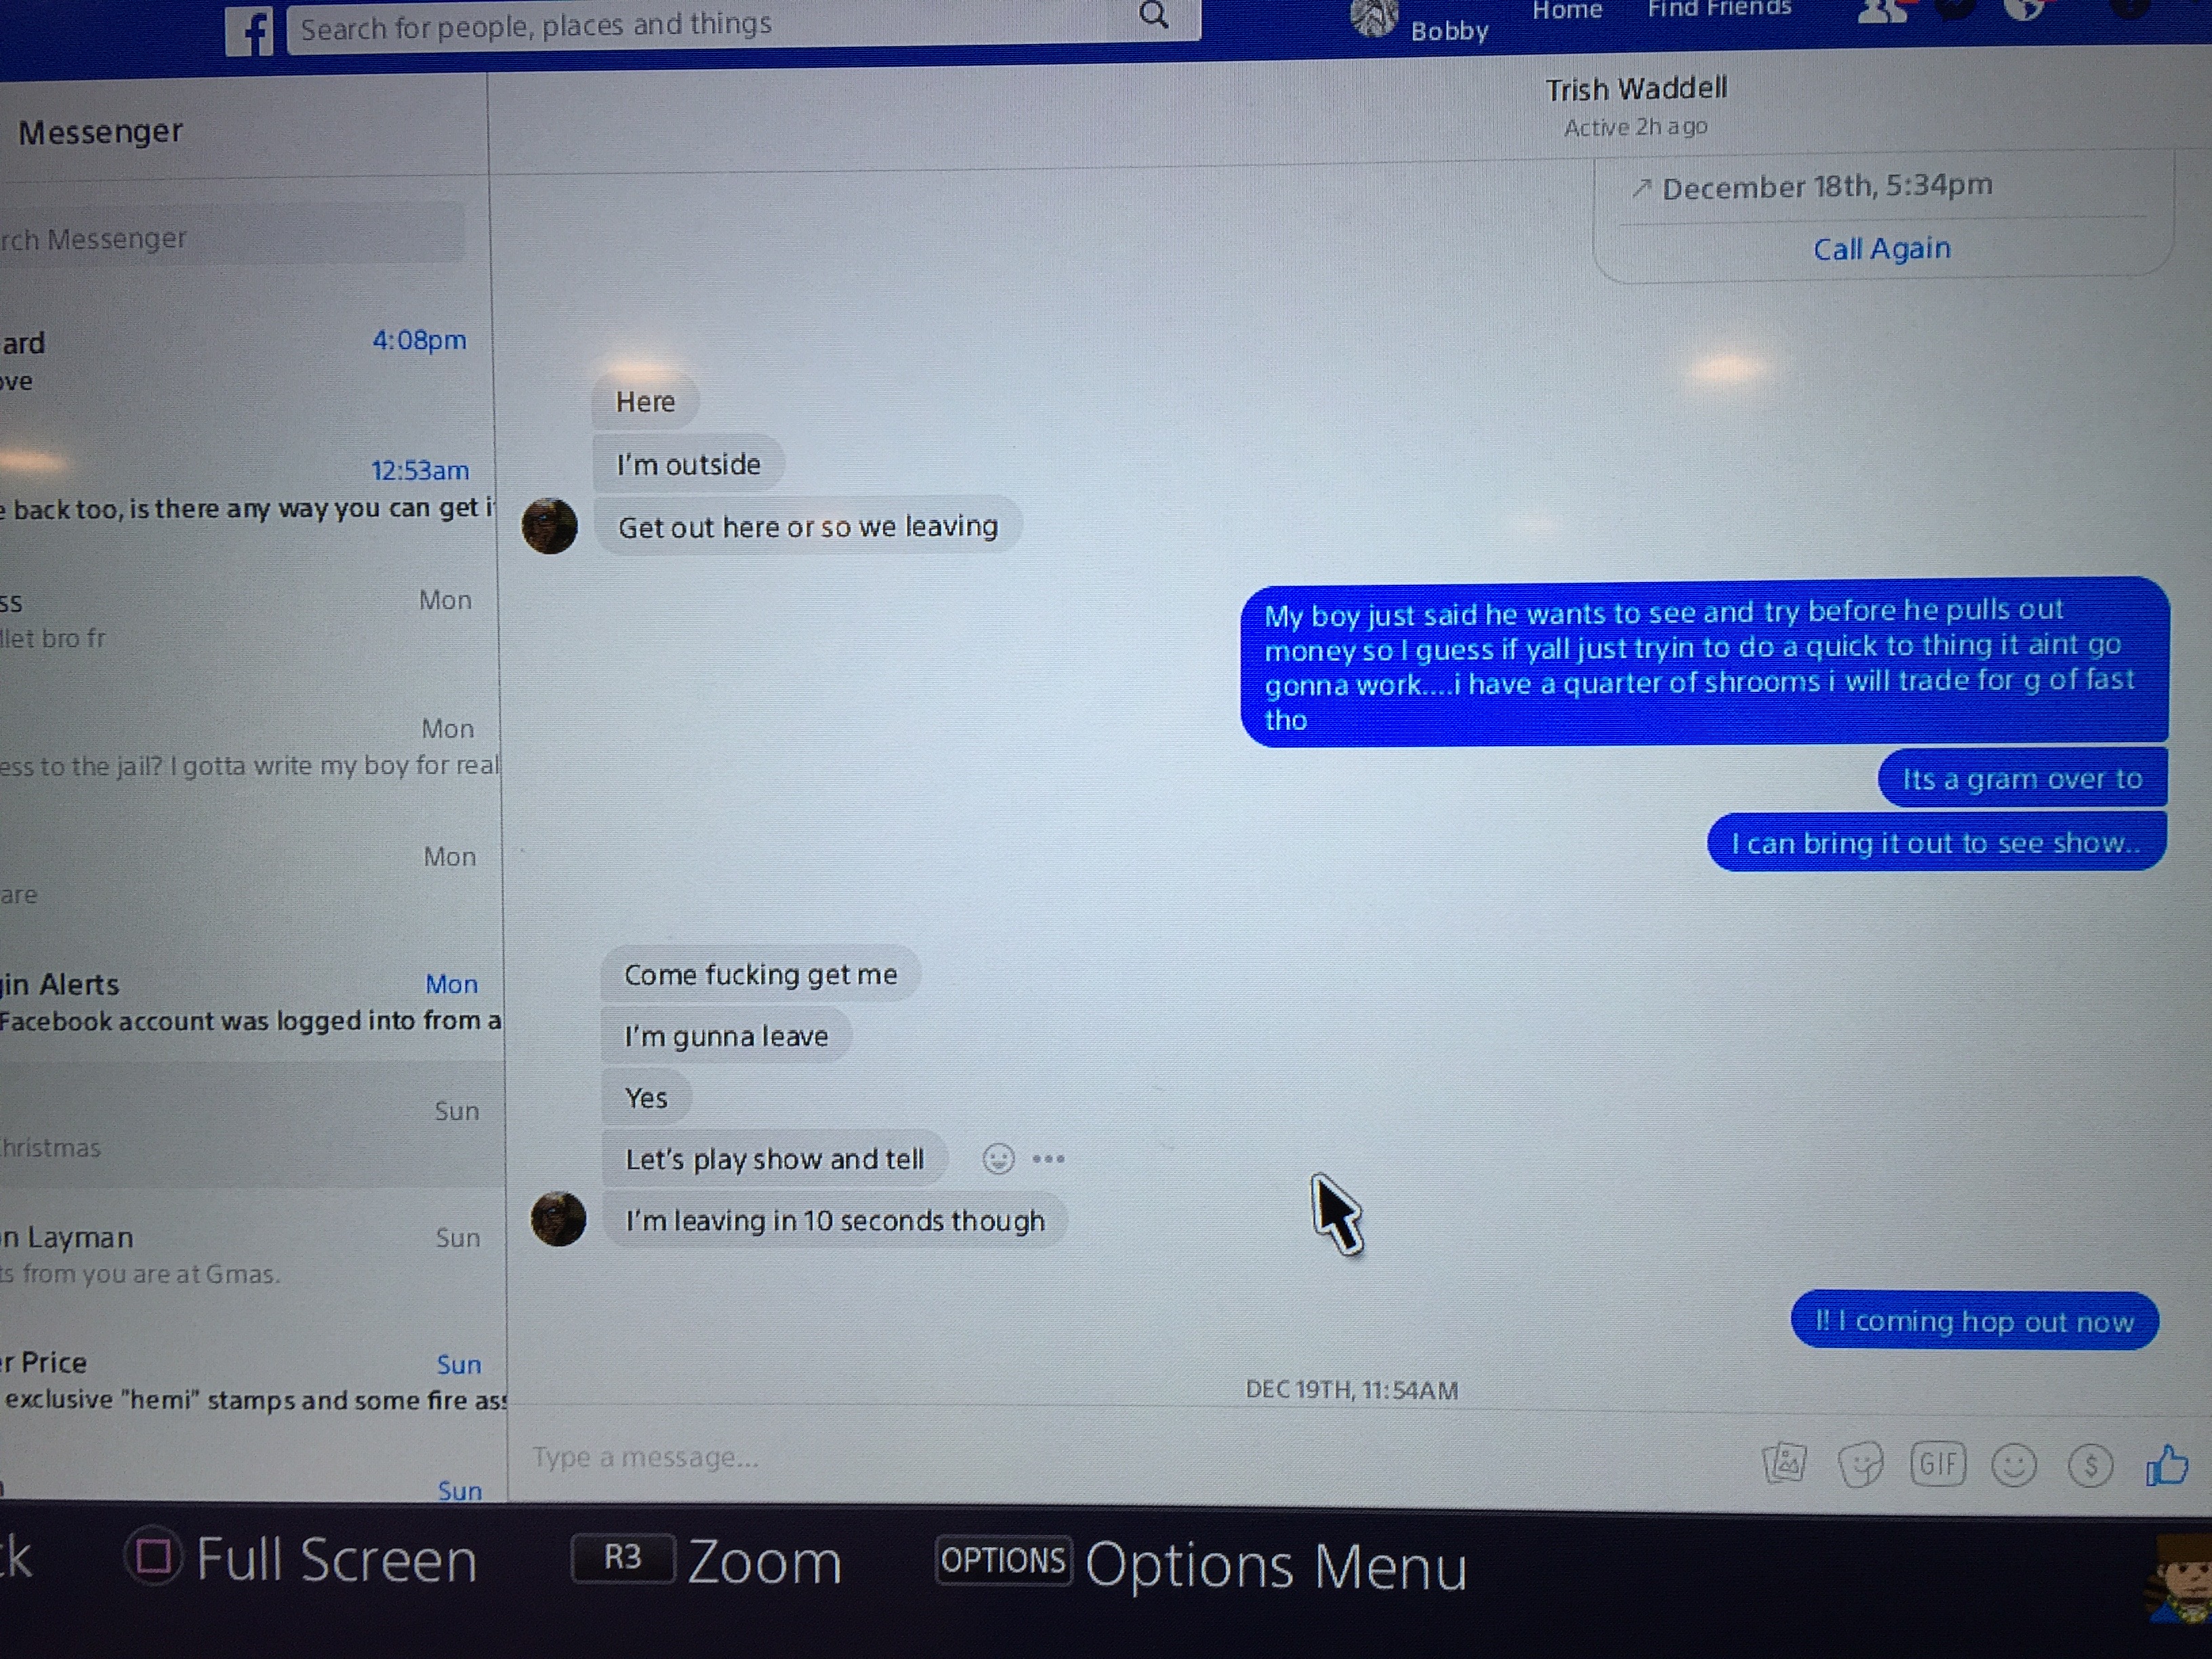 f
Search for people, places and things
Bobby
Home
Find Friends
Messenger
rch Messenger
ard
4:08pm
ove
12:53am
e back too, is there any way you can get i
ss
Mon
llet bro fr
Mon
ess to the jail? I gotta write my boy for real
Mon
are
gin Alerts
Mon
Facebook account was logged into from a
Sun
hristmas
n Layman
Sun
ts from you are at Gmas.
er Price
Sun
exclusive "hemi" stamps and some fire ass
Sun
Trish Waddell
Active 2h ago
December 18th, 5:34pm
Call Again
Here
I'm outside
Get out here or so we leaving
My boy just said he wants to see and try before he pulls out
money so I guess if yall just tryin to do a quick to thing it aint go
gonna work....i have a quarter of shrooms i will trade for g of fast
tho
Its a gram over to
I can bring it out to see show..
Come fucking get me
I'm gunna leave
Yes
Let's play show and tell
I'm leaving in 10 seconds though
I! I coming hop out now
DEC 19TH, 11:54AM
Type a message...
GIF
$
ck
Full Screen
R3
Zoom
OPTIONS
Options Menu